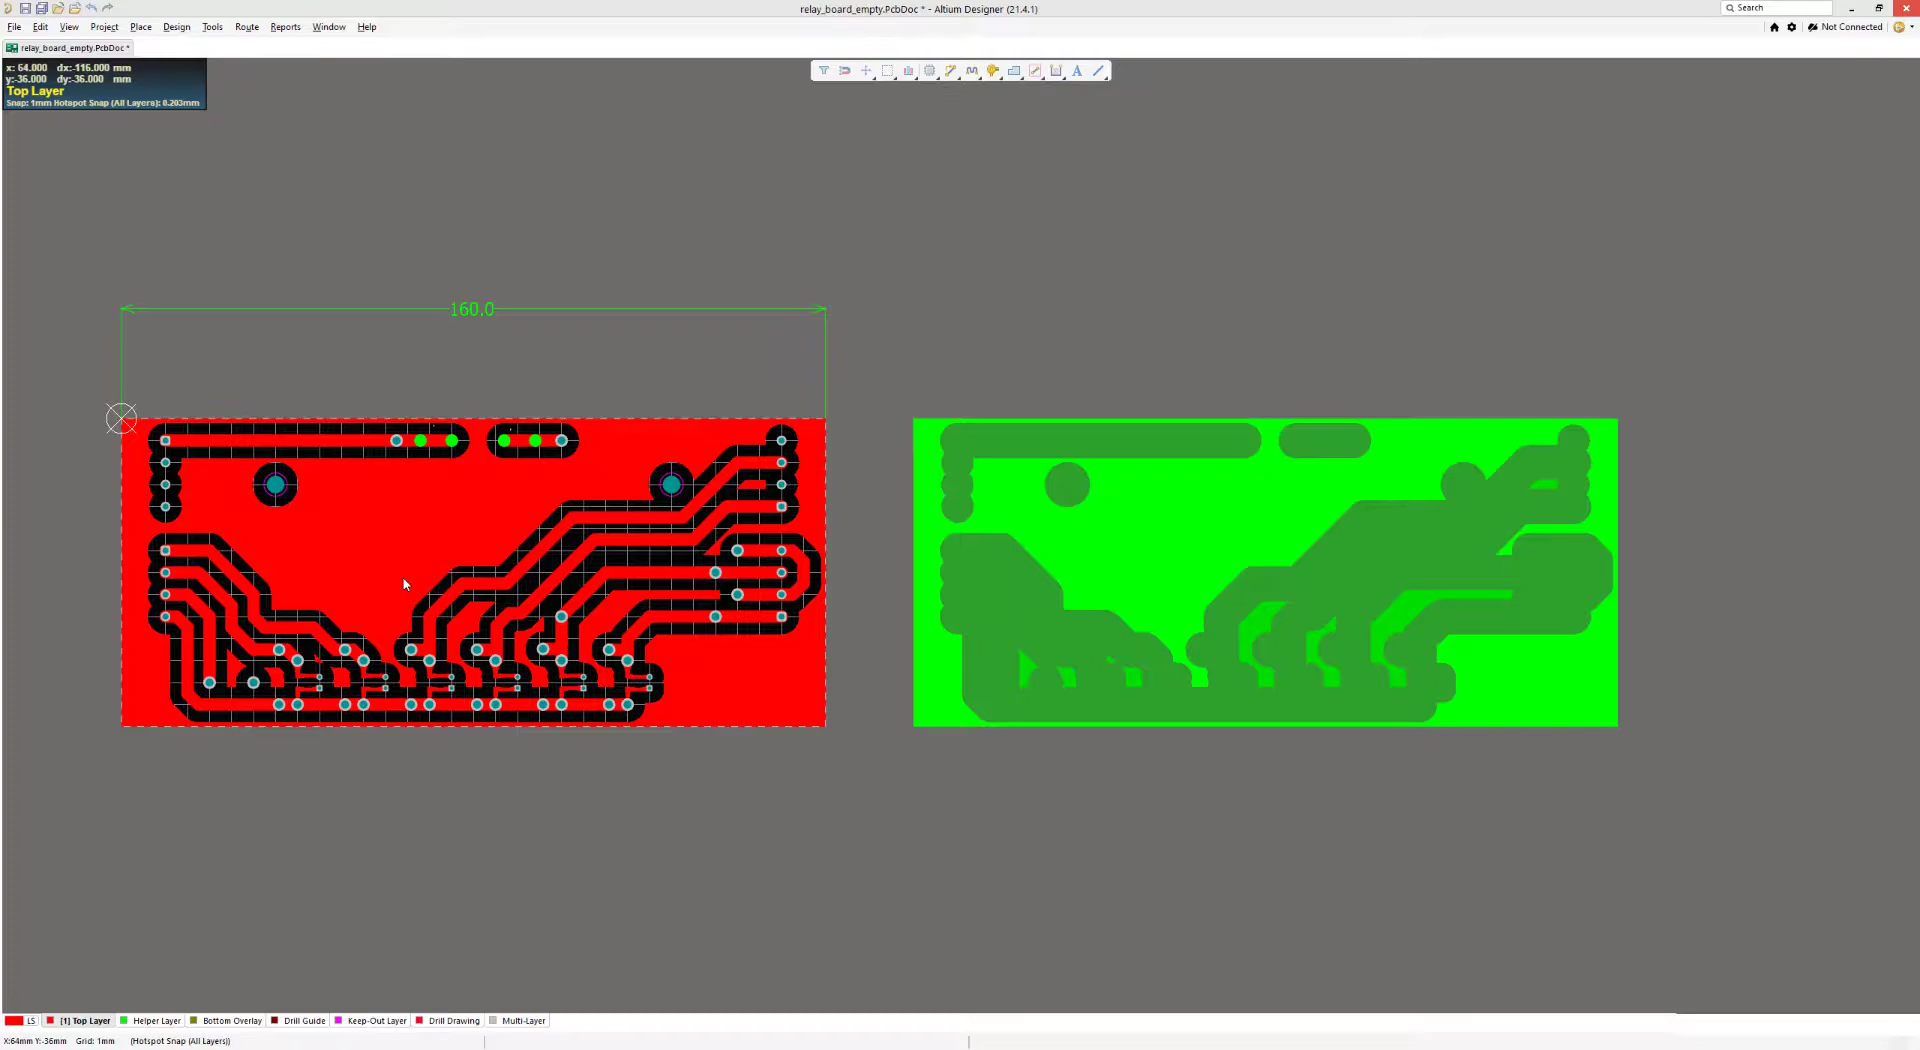 relay_board_empty.PcbDoc * - Altium Designer (21.4.1)
Search
File Edit View Project Place Design Tools Route Reports Window Help
Not Connected
relay_board_empty.PcbDoc *
x: 64.000 dx:-116.000 mm
y:-36.000 dy:-36.000 mm
Top Layer
Snap: 1mm Hotspot Snap (All Layers): 0.203mm
160.0
LS [1] Top Layer Helper Layer Bottom Overlay Drill Guide Keep-Out Layer Drill Drawing Multi-Layer
X:64mm Y:-36mm Grid: 1mm (Hotspot Snap (All Layers))